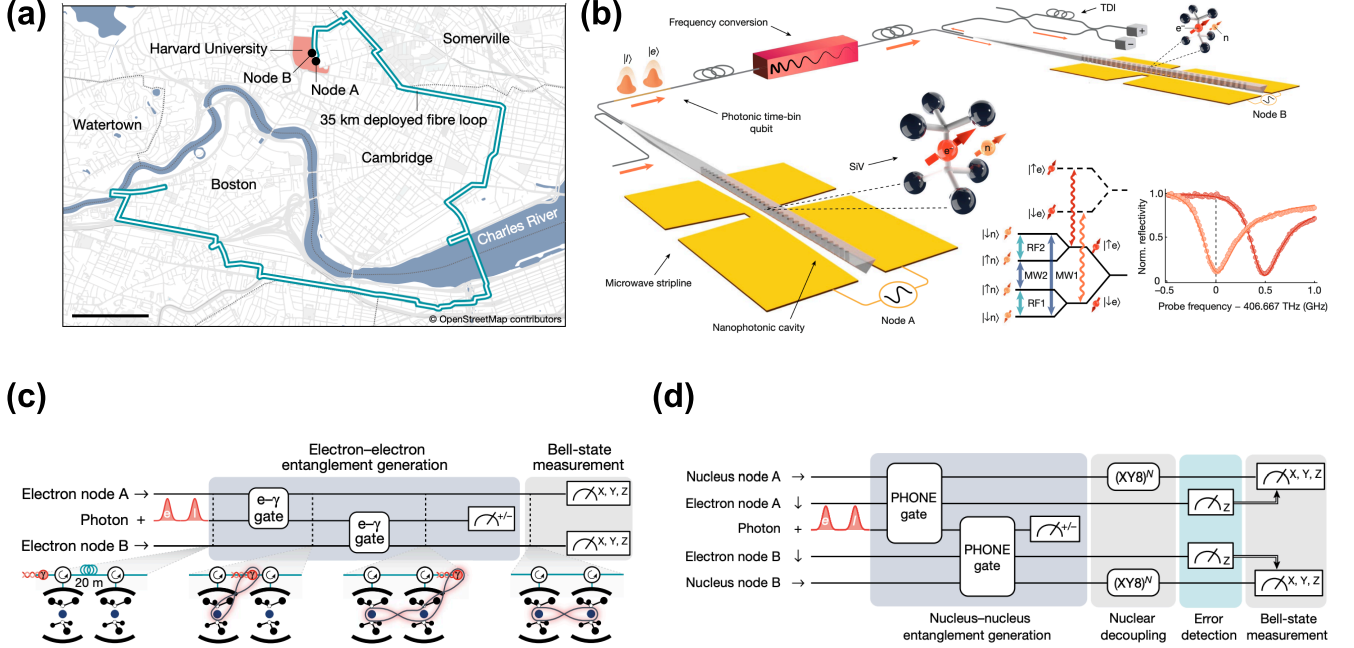 (a)
Harvard University
Node B
Node A
Somerville
35 km deployed fibre loop
Watertown
Cambridge
Boston
Charles River
© OpenStreetMap contributors
(b)
Frequency conversion
TDI
+
−
e⁻
n
|l⟩
|e⟩
Node B
Photonic time-bin
qubit
SiV
e⁻
n
Microwave stripline
Nanophotonic cavity
Node A
|↑e⟩
|↓e⟩
|↓n⟩
|↑n⟩
|↑n⟩
|↓n⟩
RF2
MW2
MW1
RF1
|↑e⟩
|↓e⟩
Norm. reflectivity
1.0
0.5
0
−0.5
0
0.5
1.0
Probe frequency − 406.667 THz (GHz)
(c)
Electron–electron
entanglement generation
Bell-state
measurement
Electron node A →
Photon +
Electron node B →
e–γ
gate
e–γ
gate
+/−
X, Y, Z
X, Y, Z
20 m
(d)
Nucleus node A →
Electron node A ↓
Photon +
Electron node B ↓
Nucleus node B →
PHONE
gate
PHONE
gate
+/−
(XY8)ᴺ
(XY8)ᴺ
Z
Z
X, Y, Z
X, Y, Z
Nucleus–nucleus
entanglement generation
Nuclear
decoupling
Error
detection
Bell-state
measurement